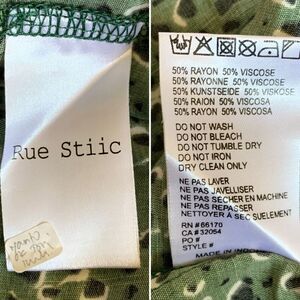 Rue Stiic
50% RAYON 50% VISCOSE
50% RAYONNE 50% VISCOSE
50% KUNSTSEIDE 50% VISKOSE
50% RAION 50% VISCOSA
50% RAYON 50% VISCOSA
DO NOT WASH
DO NOT BLEACH
DO NOT TUMBLE DRY
DO NOT IRON
DRY CLEAN ONLY
NE PAS LAVER
NE PAS JAVELLISER
NE PAS SECHER EN MACHINE
NE PAS REPASSER
NETTOYER À SEC SUELEMENT
RN # 66170
CA # 32054
PO #
STYLE #
MADE IN